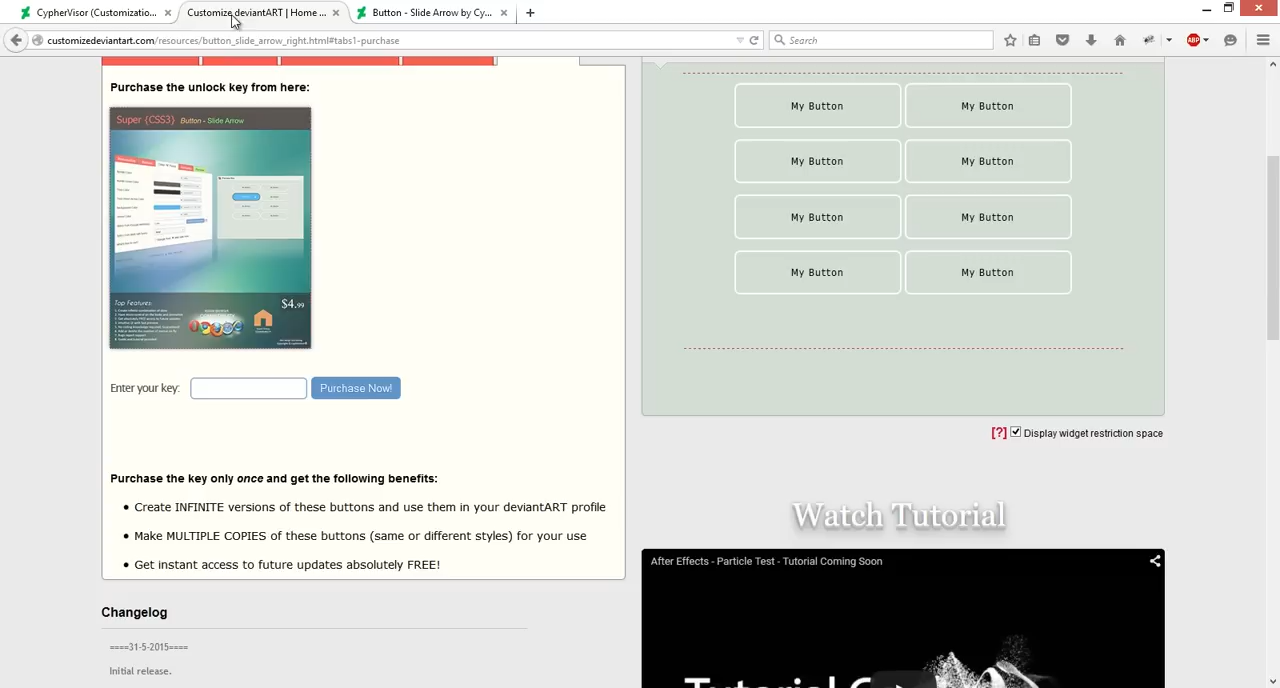 CypherVisor (Customizatio...
Customize deviantART | Home ...
Button - Slide Arrow by Cy...
customizedeviantart.com/resources/button_slide_arrow_right.html#tabs1-purchase
Search
ABP
Purchase the unlock key from here:
Super {CSS3} Button - Slide Arrow
Top Features:
$4.99
Enter your key:
Purchase Now!
Purchase the key only once and get the following benefits:
Create INFINITE versions of these buttons and use them in your deviantART profile
Make MULTIPLE COPIES of these buttons (same or different styles) for your use
Get instant access to future updates absolutely FREE!
Changelog
====31-5-2015====
Initial release.
My Button My Button
My Button My Button
My Button My Button
My Button My Button
[?] Display widget restriction space
Watch Tutorial
After Effects - Particle Test - Tutorial Coming Soon